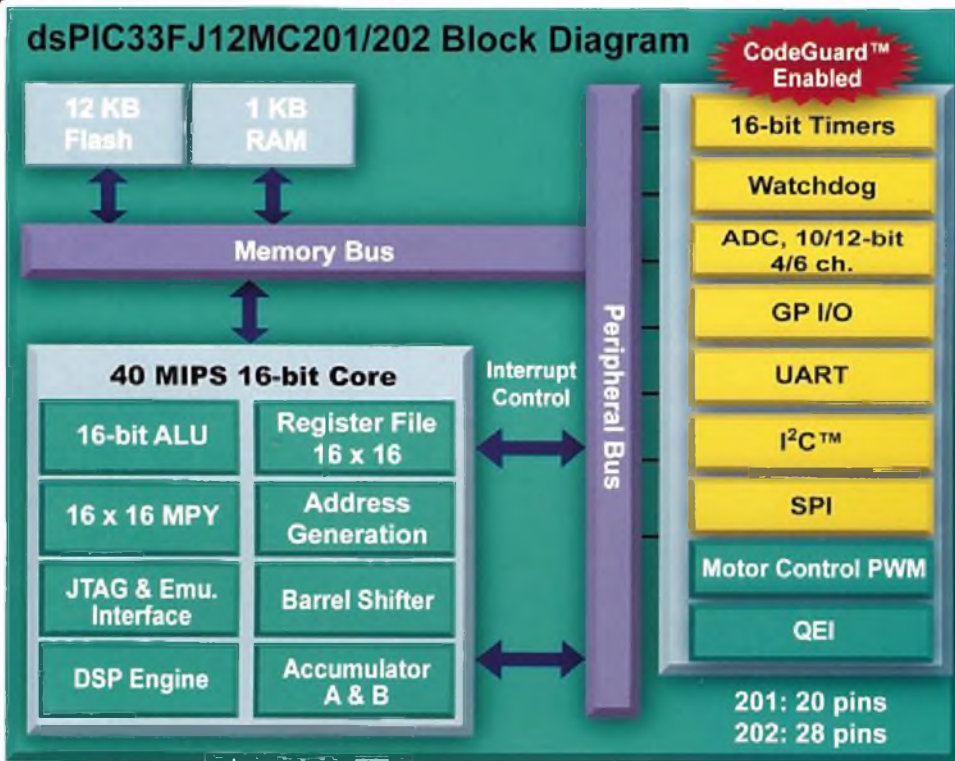 dsPIC33FJ12MC201/202 Block Diagram
CodeGuard™
Enabled
12 KB
Flash
1 KB
RAM
Memory Bus
40 MIPS 16-bit Core
16-bit ALU
Register File
16 x 16
16 x 16 MPY
Address
Generation
JTAG & Emu.
Interface
Barrel Shifter
DSP Engine
Accumulator
A & B
Interrupt
Control
Peripheral Bus
16-bit Timers
Watchdog
ADC, 10/12-bit
4/6 ch.
GP I/O
UART
I²C™
SPI
Motor Control PWM
QEI
201: 20 pins
202: 28 pins